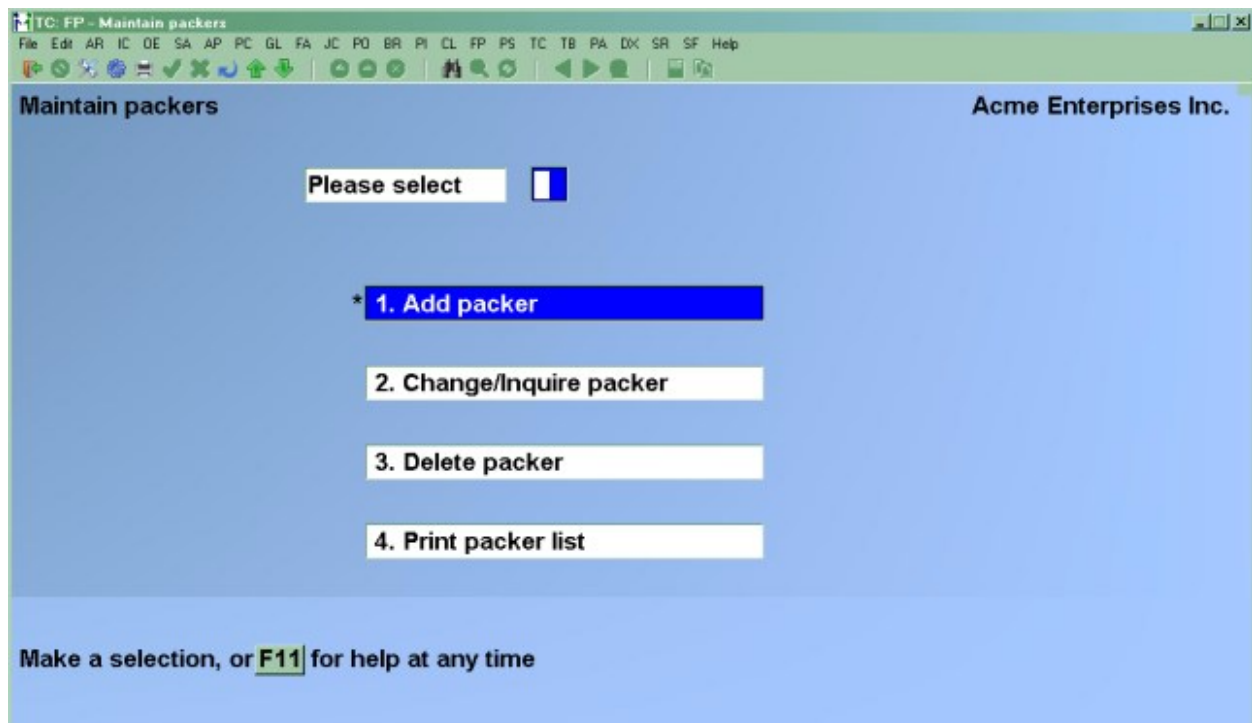 TC: FP - Maintain packers
File Edit AR IC OE SA AP PC GL FA JC PO BR PI CL FP PS TC TB PA DX SR SF Help
Maintain packers Acme Enterprises Inc.
Please select
* 1. Add packer
2. Change/Inquire packer
3. Delete packer
4. Print packer list
Make a selection, or F11 for help at any time